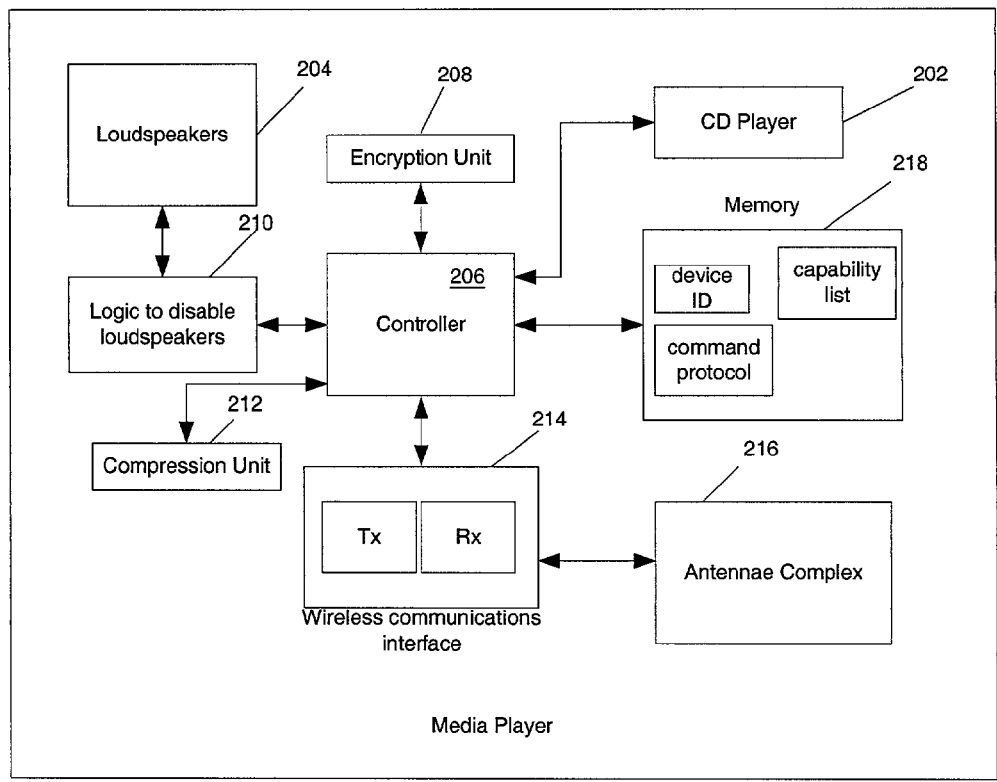 204
Loudspeakers
208
Encryption Unit
202
CD Player
218
Memory
device
ID
capability
list
command
protocol
210
Logic to disable
loudspeakers
206
Controller
212
Compression Unit
214
Tx
Rx
Wireless communications
interface
216
Antennae Complex
Media Player